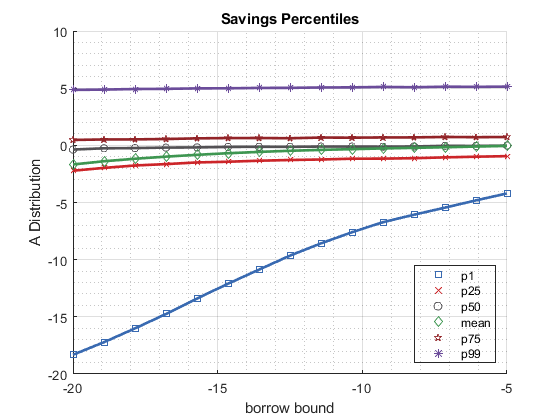 Savings Percentiles
10
5
0
-5
-10
-15
-20
A Distribution
-20
-15
-10
-5
borrow bound
p1
p25
p50
mean
p75
p99